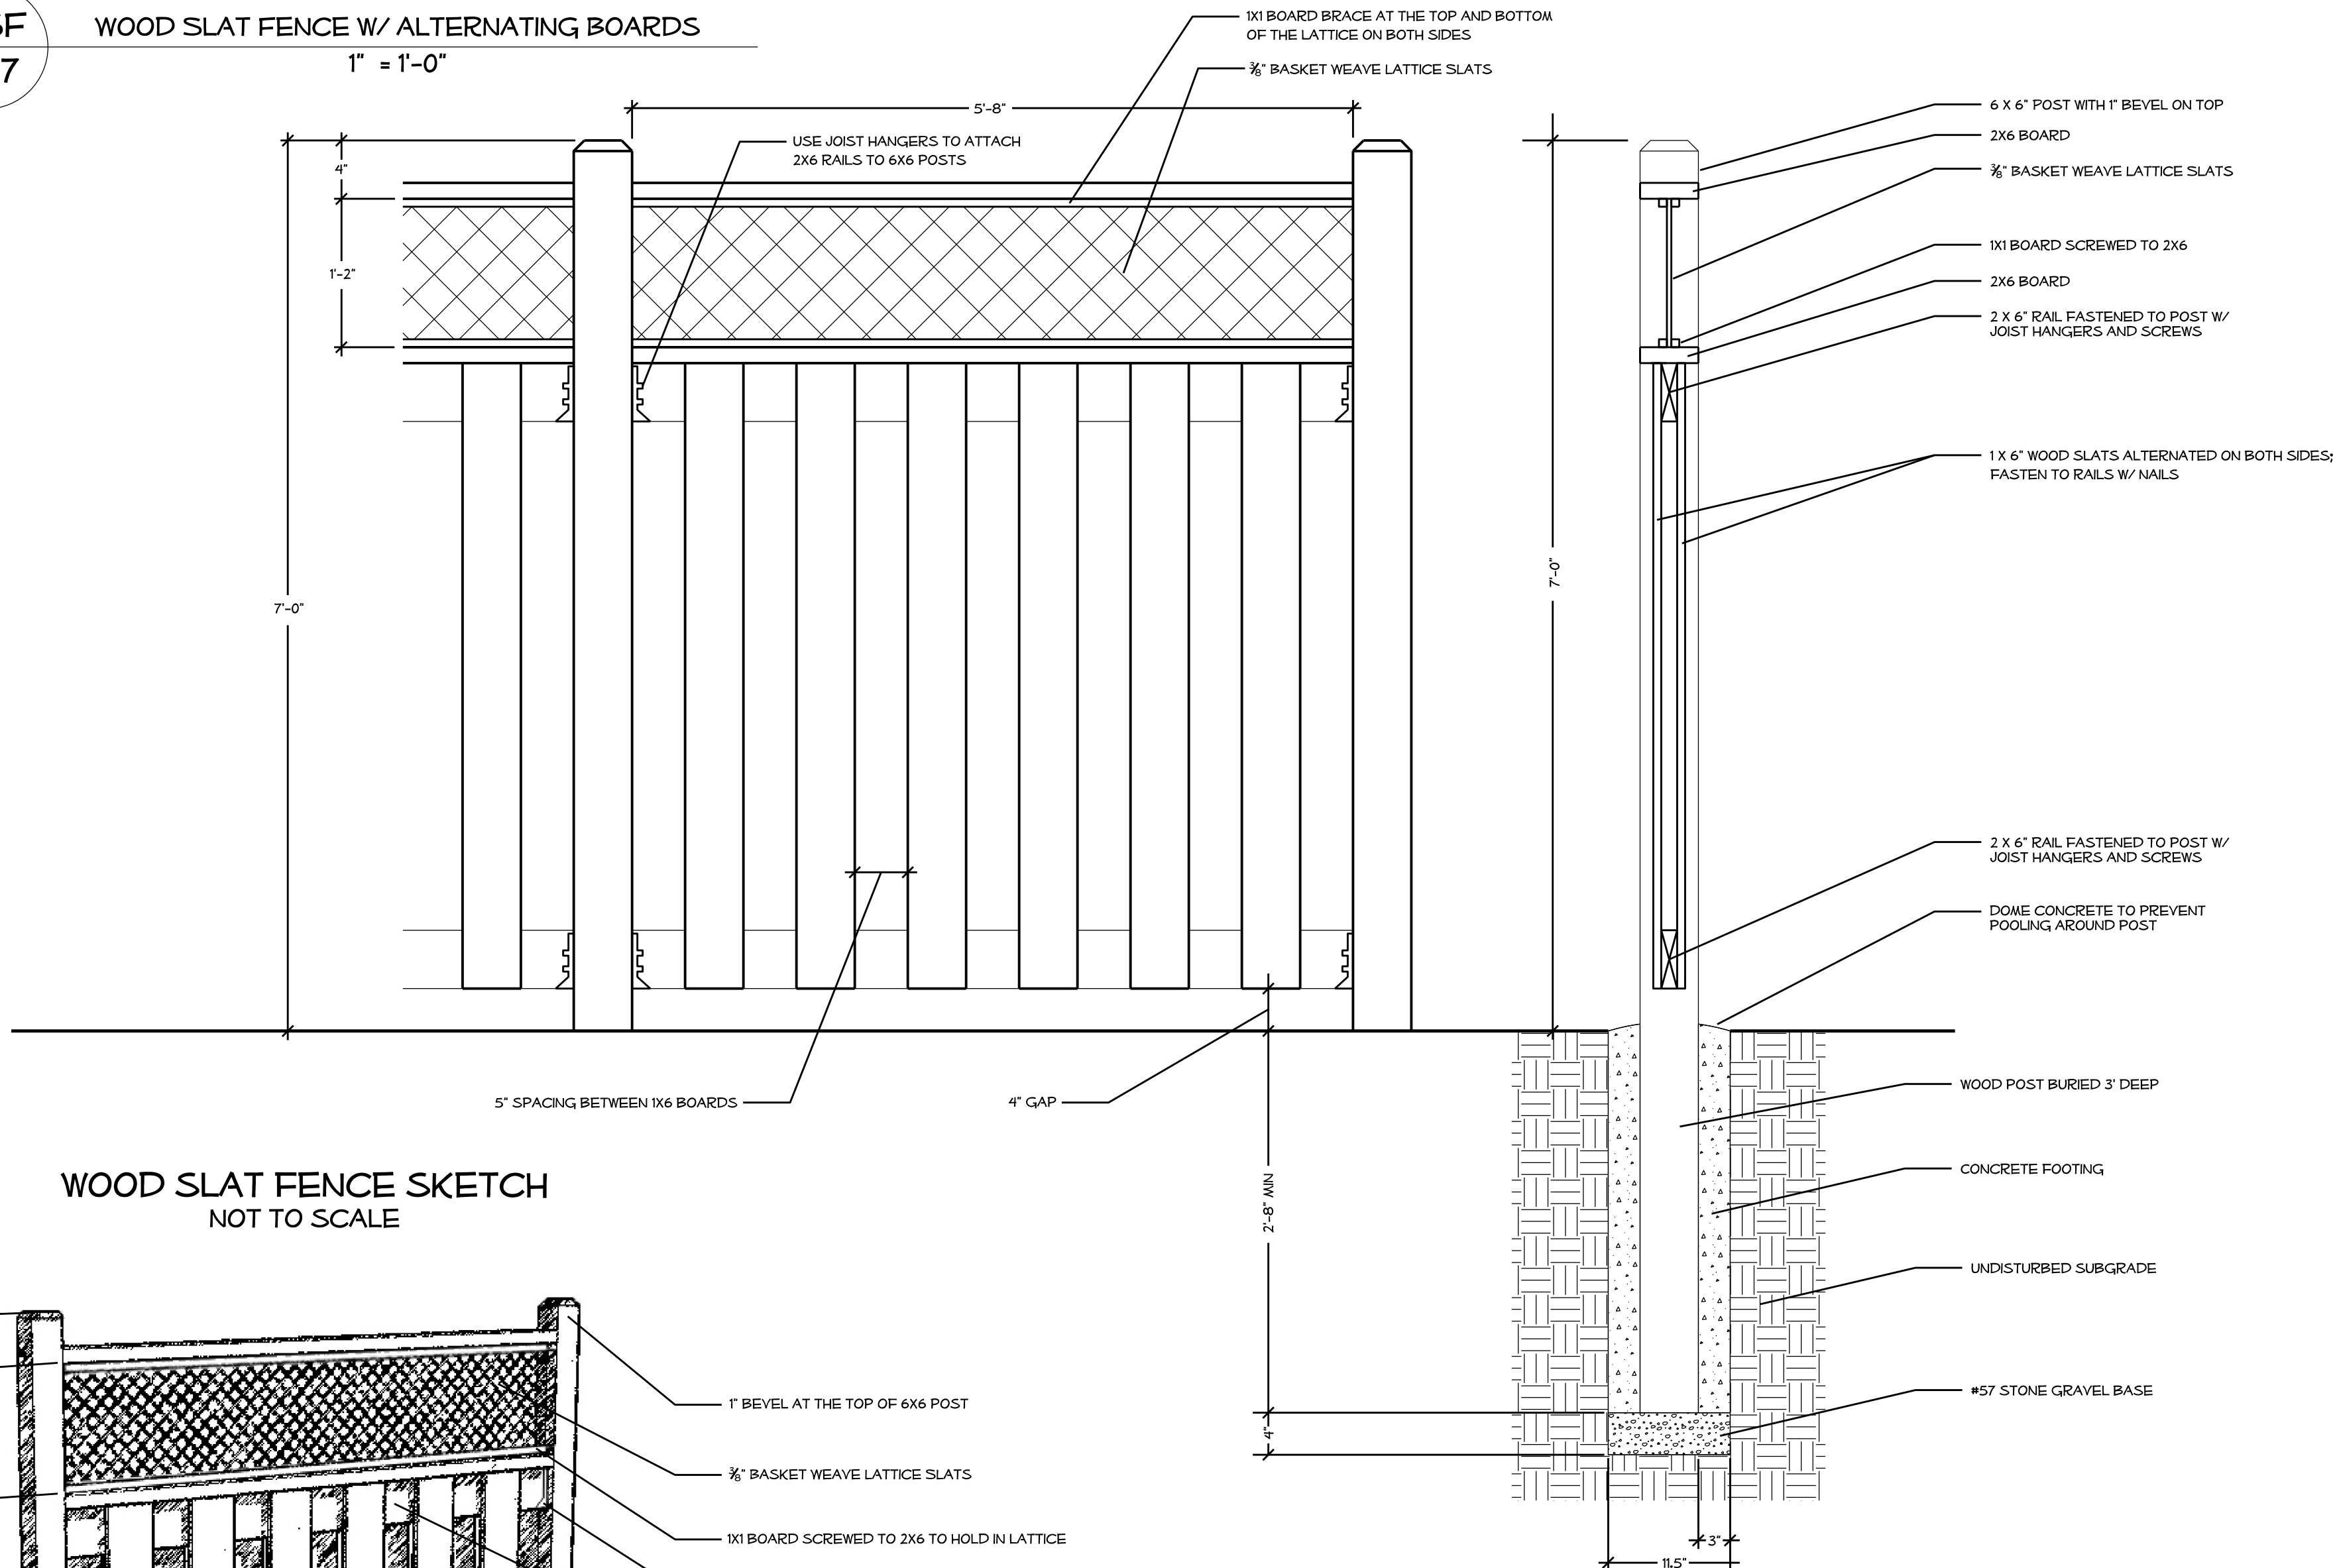 7
WOOD SLAT FENCE W/ ALTERNATING BOARDS
1" = 1'-0"
1X1 BOARD BRACE AT THE TOP AND BOTTOM
OF THE LATTICE ON BOTH SIDES
⅜" BASKET WEAVE LATTICE SLATS
5'-8"
USE JOIST HANGERS TO ATTACH
2X6 RAILS TO 6X6 POSTS
4"
1'-2"
7'-0"
7'-0"
6 X 6" POST WITH 1" BEVEL ON TOP
2X6 BOARD
⅜" BASKET WEAVE LATTICE SLATS
1X1 BOARD SCREWED TO 2X6
2X6 BOARD
2 X 6" RAIL FASTENED TO POST W/
JOIST HANGERS AND SCREWS
1 X 6" WOOD SLATS ALTERNATED ON BOTH SIDES;
FASTEN TO RAILS W/ NAILS
2 X 6" RAIL FASTENED TO POST W/
JOIST HANGERS AND SCREWS
DOME CONCRETE TO PREVENT
POOLING AROUND POST
5" SPACING BETWEEN 1X6 BOARDS
4" GAP
2'-8" MIN
4"
WOOD POST BURIED 3' DEEP
CONCRETE FOOTING
UNDISTURBED SUBGRADE
#57 STONE GRAVEL BASE
3"
11.5"
WOOD SLAT FENCE SKETCH
NOT TO SCALE
1" BEVEL AT THE TOP OF 6X6 POST
⅜" BASKET WEAVE LATTICE SLATS
1X1 BOARD SCREWED TO 2X6 TO HOLD IN LATTICE